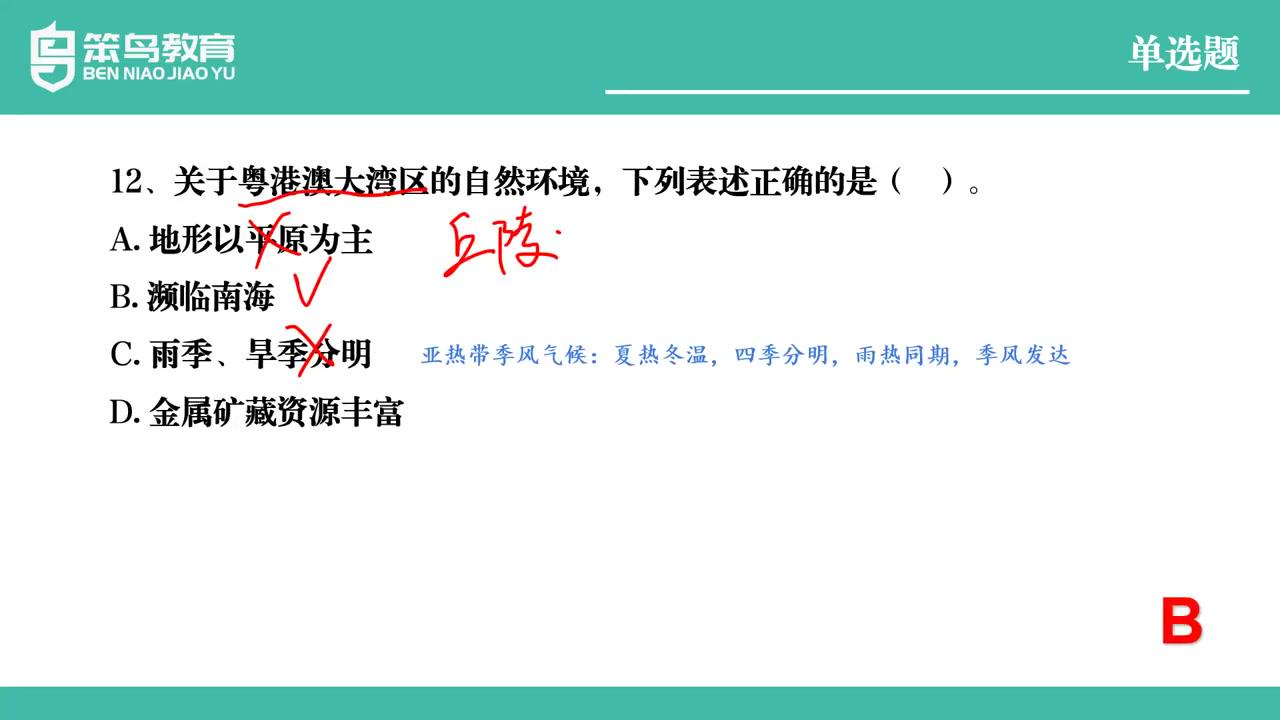 笨鸟教育
BEN NIAO JIAO YU
单选题
12、关于粤港澳大湾区的自然环境，下列表述正确的是（ ）。
A. 地形以平原为主
丘陵
B. 濒临南海
C. 雨季、旱季分明
亚热带季风气候：夏热冬温，四季分明，雨热同期，季风发达
D. 金属矿藏资源丰富
B